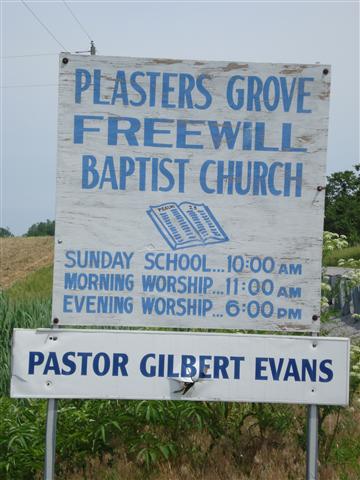 PLASTERS GROVE
FREEWILL
BAPTIST CHURCH
PSALM
SUNDAY SCHOOL...10:00 AM
MORNING WORSHIP...11:00 AM
EVENING WORSHIP...6:00 PM
PASTOR GILBERT EVANS